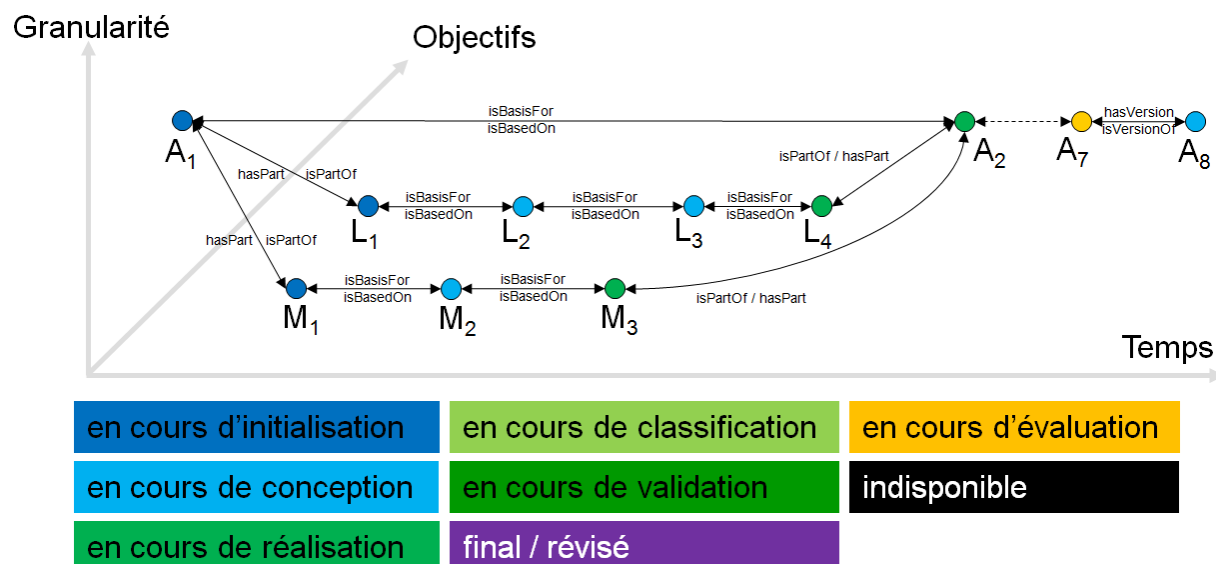 Granularité
Objectifs
isBasisFor
isBasedOn
hasVersion
isVersionOf
A1
A2
A7
A8
isPartOf / hasPart
hasPart
isPartOf
isBasisFor
isBasedOn
isBasisFor
isBasedOn
isBasisFor
isBasedOn
L1
L2
L3
L4
hasPart
isPartOf
isBasisFor
isBasedOn
isBasisFor
isBasedOn
isPartOf / hasPart
M1
M2
M3
Temps
en cours d'initialisation
en cours de classification
en cours d'évaluation
en cours de conception
en cours de validation
indisponible
en cours de réalisation
final / révisé